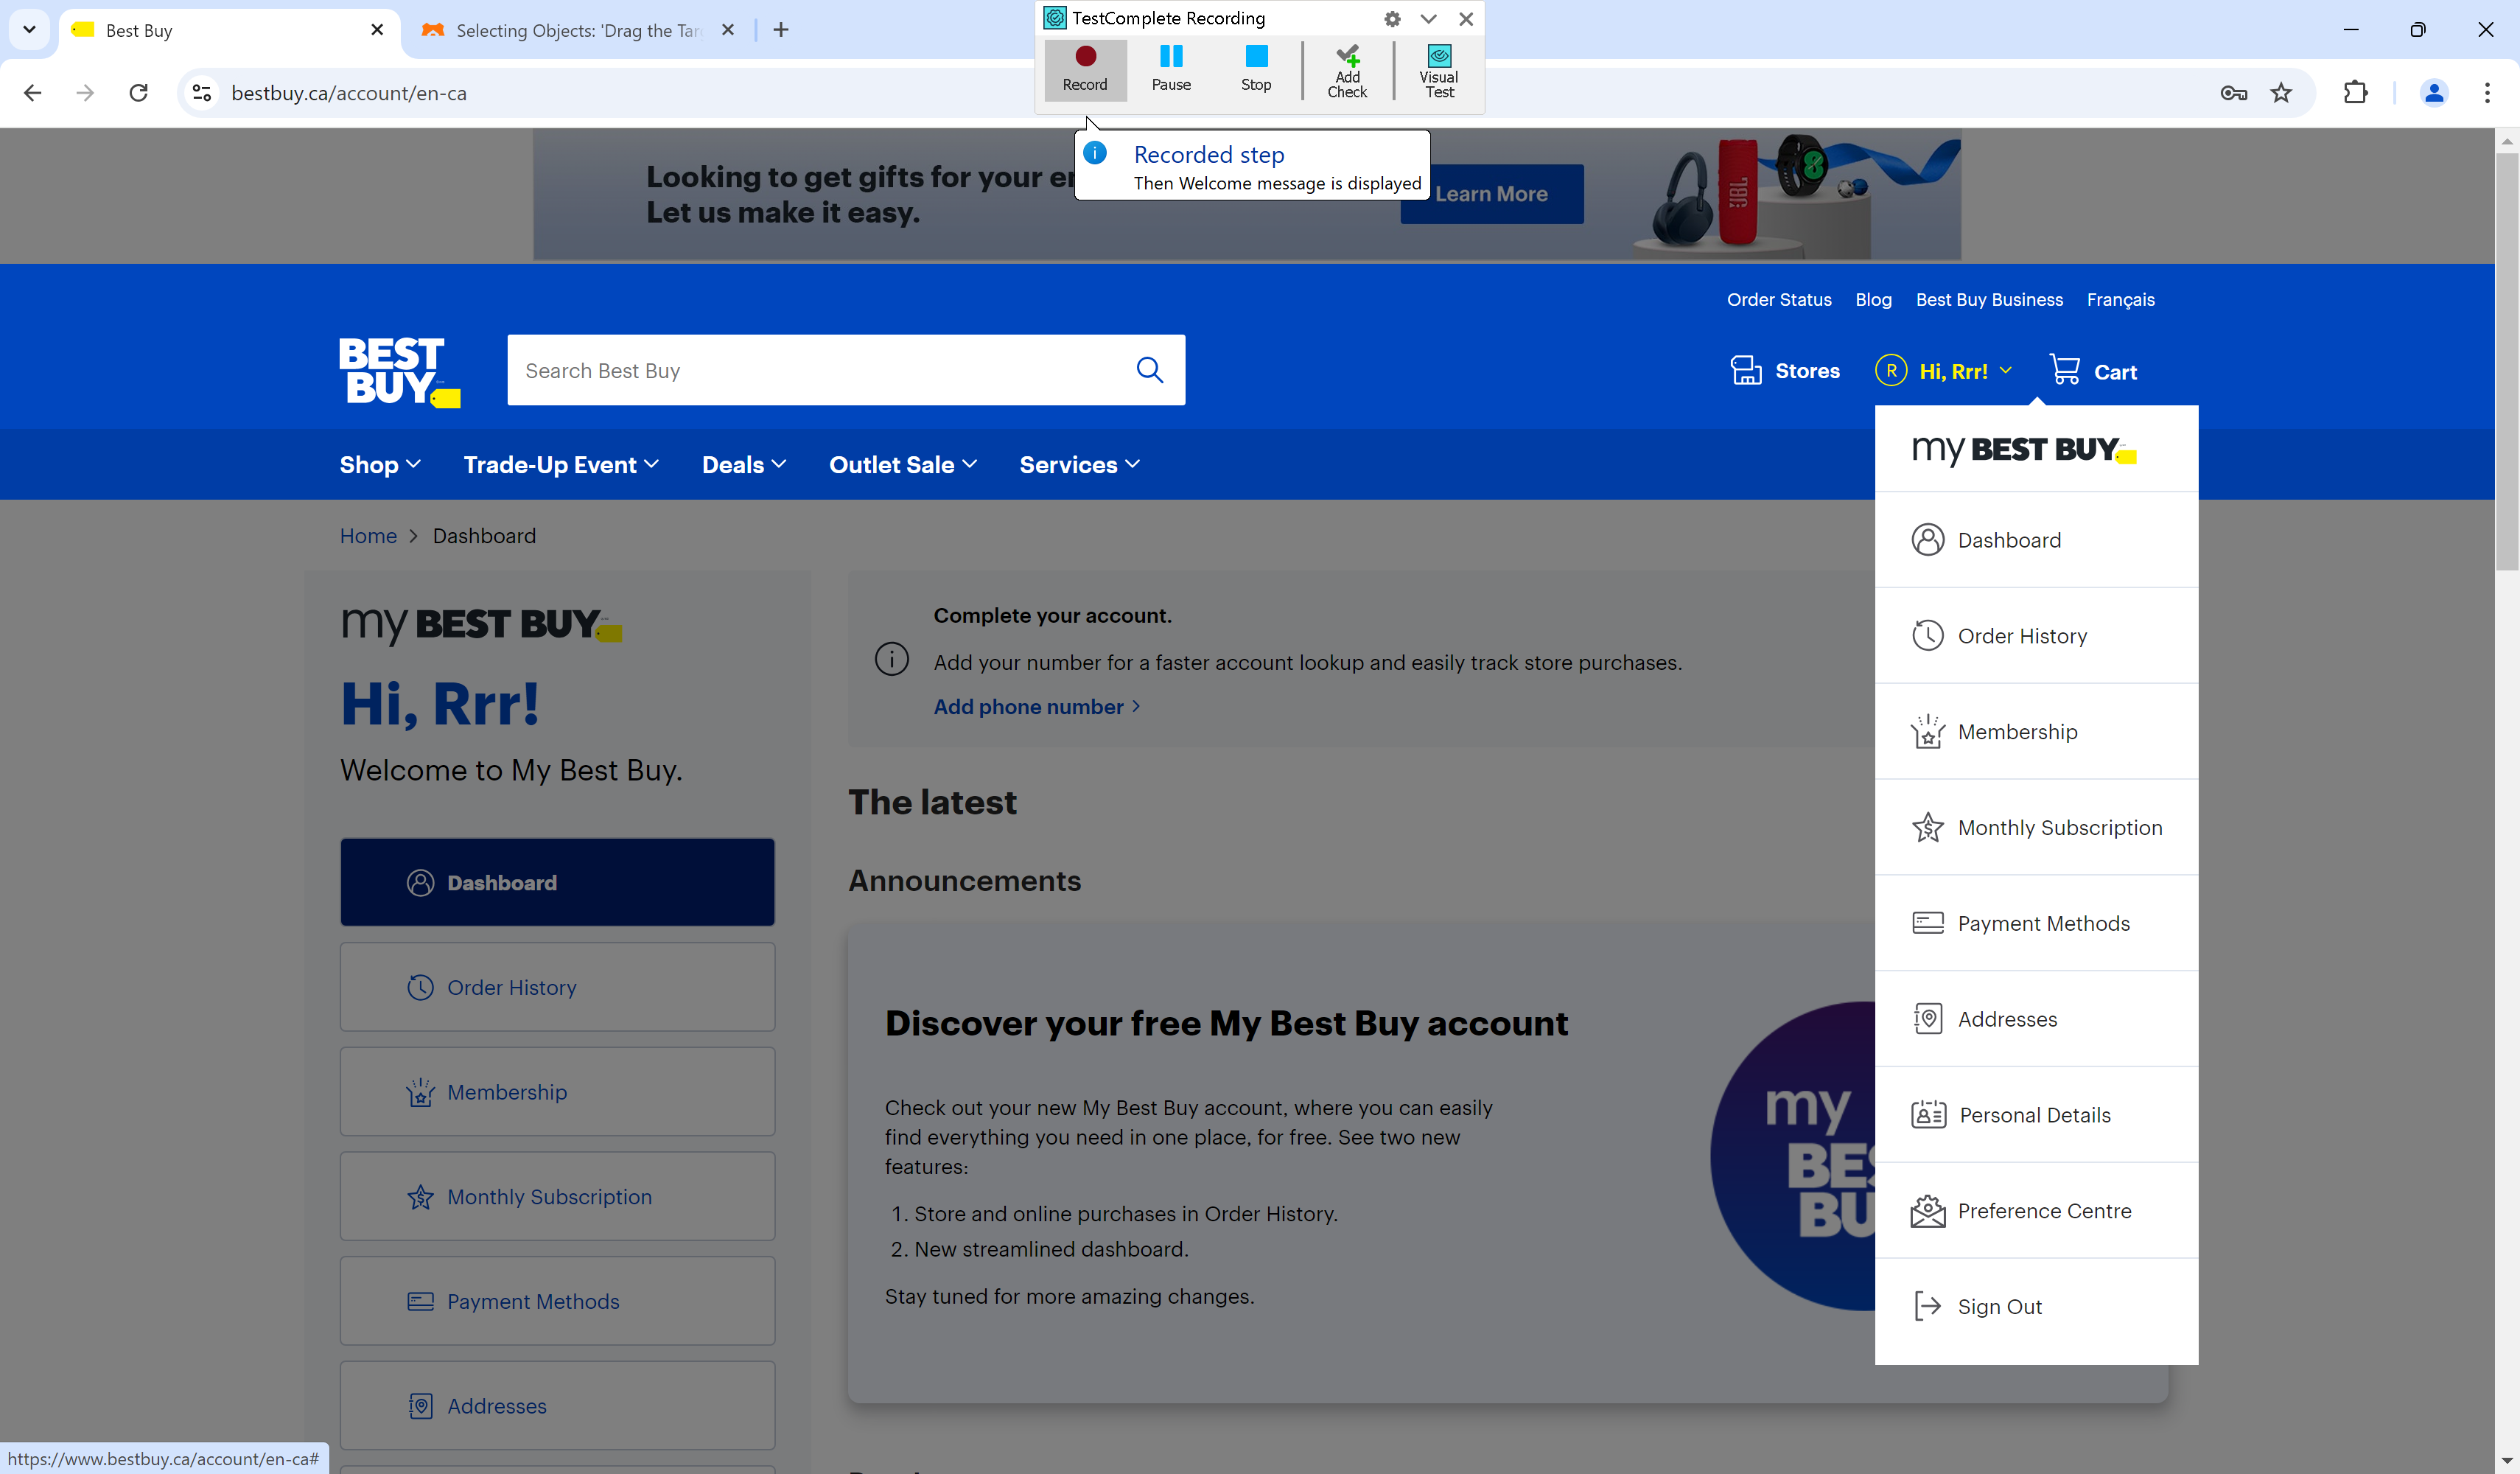 Best Buy
Selecting Objects: 'Drag the Tar
TestComplete Recording
Record
Pause
Stop
Add Check
Visual Test
bestbuy.ca/account/en-ca
Recorded step
Then Welcome message is displayed
Looking to get gifts for your e
Let us make it easy.
Learn More
JBL
Order Status
Blog
Best Buy Business
Français
BEST
BUY
Search Best Buy
Stores
R
Hi, Rrr!
Cart
Shop
Trade-Up Event
Deals
Outlet Sale
Services
my BEST BUY
Dashboard
Order History
Membership
Monthly Subscription
Payment Methods
Addresses
Personal Details
Preference Centre
Sign Out
Home
Dashboard
my BEST BUY
Hi, Rrr!
Welcome to My Best Buy.
Dashboard
Order History
Membership
Monthly Subscription
Payment Methods
Addresses
Complete your account.
Add your number for a faster account lookup and easily track store purchases.
Add phone number
The latest
Announcements
Discover your free My Best Buy account
Check out your new My Best Buy account, where you can easily
find everything you need in one place, for free. See two new
features:
1. Store and online purchases in Order History.
2. New streamlined dashboard.
Stay tuned for more amazing changes.
my
BES
BU
https://www.bestbuy.ca/account/en-ca#